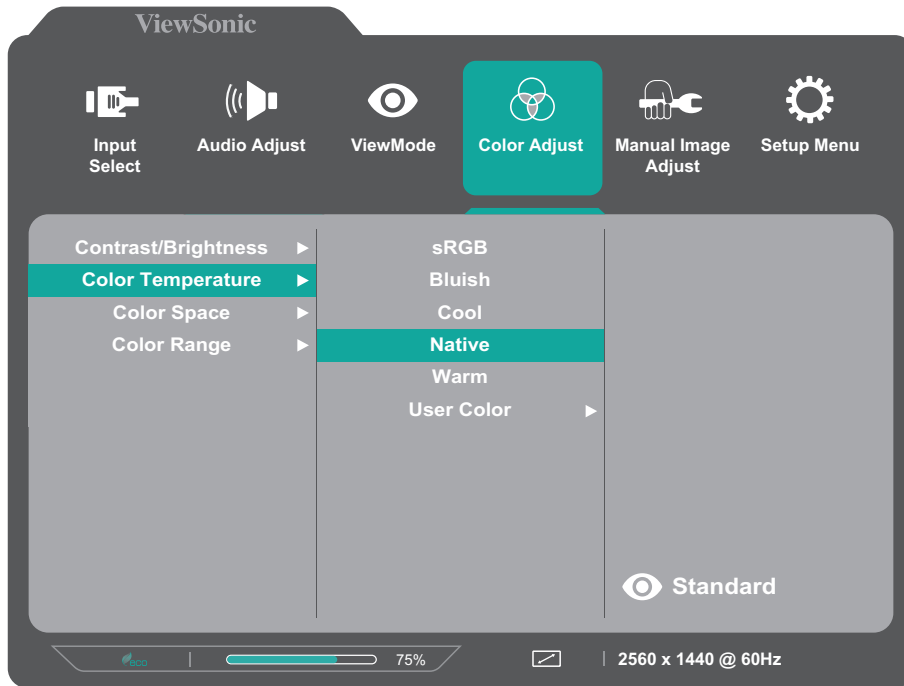 ViewSonic
Input Select
Audio Adjust
ViewMode
Color Adjust
Manual Image Adjust
Setup Menu
Contrast/Brightness
Color Temperature
Color Space
Color Range
sRGB
Bluish
Cool
Native
Warm
User Color
Standard
eco
75%
2560 x 1440 @ 60Hz